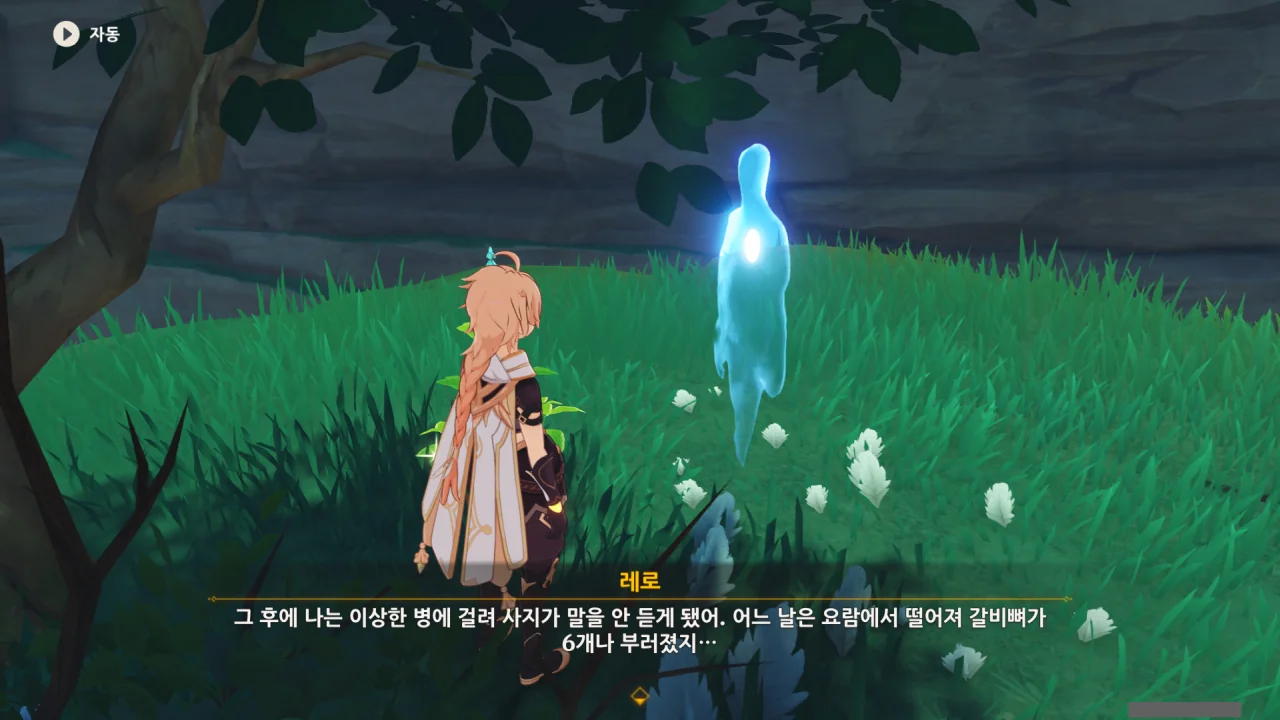 자동
레로
그 후에 나는 이상한 병에 걸려 사지가 말을 안 듣게 됐어. 어느 날은 요람에서 떨어져 갈비뼈가
6개나 부러졌지…